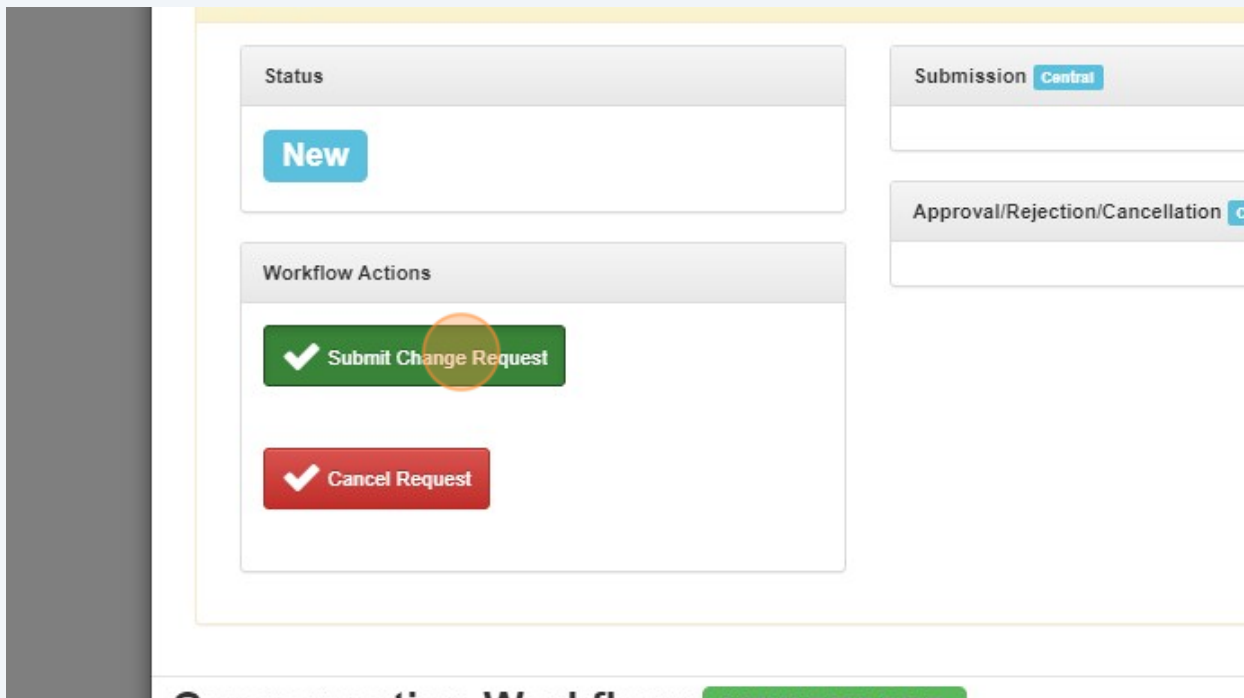 Status
New
Submission Central
Approval/Rejection/Cancellation
Workflow Actions
Submit Change Request
Cancel Request